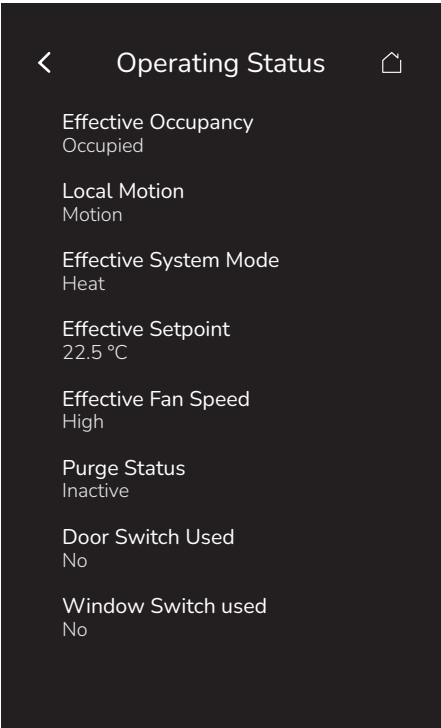 Operating Status
Effective Occupancy
Occupied
Local Motion
Motion
Effective System Mode
Heat
Effective Setpoint
22.5 °C
Effective Fan Speed
High
Purge Status
Inactive
Door Switch Used
No
Window Switch used
No